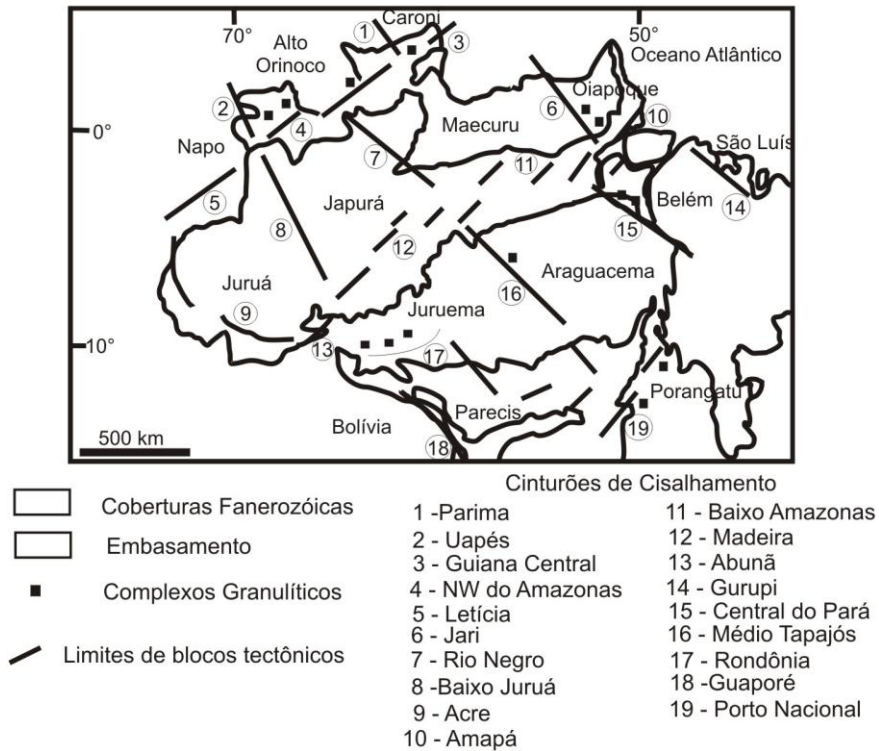 70°
Caroni
50°
1
3
Alto
Orinoco
Oceano Atlântico
2
4
6
Oiapoque
10
0°
Napo
Maecuru
São Luís
7
11
5
Japurá
Belém
14
8
12
15
Juruá
Araguacema
16
9
Juruema
10°
13
17
Porangatu
Bolívia
Parecis
19
18
500 km
Coberturas Fanerozóicas
Embasamento
Complexos Granulíticos
Limites de blocos tectônicos
Cinturões de Cisalhamento
1 -Parima
2 - Uapés
3 - Guiana Central
4 - NW do Amazonas
5 - Letícia
6 - Jari
7 - Rio Negro
8 -Baixo Juruá
9 - Acre
10 - Amapá
11 - Baixo Amazonas
12 - Madeira
13 - Abunã
14 - Gurupi
15 - Central do Pará
16 - Médio Tapajós
17 - Rondônia
18 -Guaporé
19 - Porto Nacional